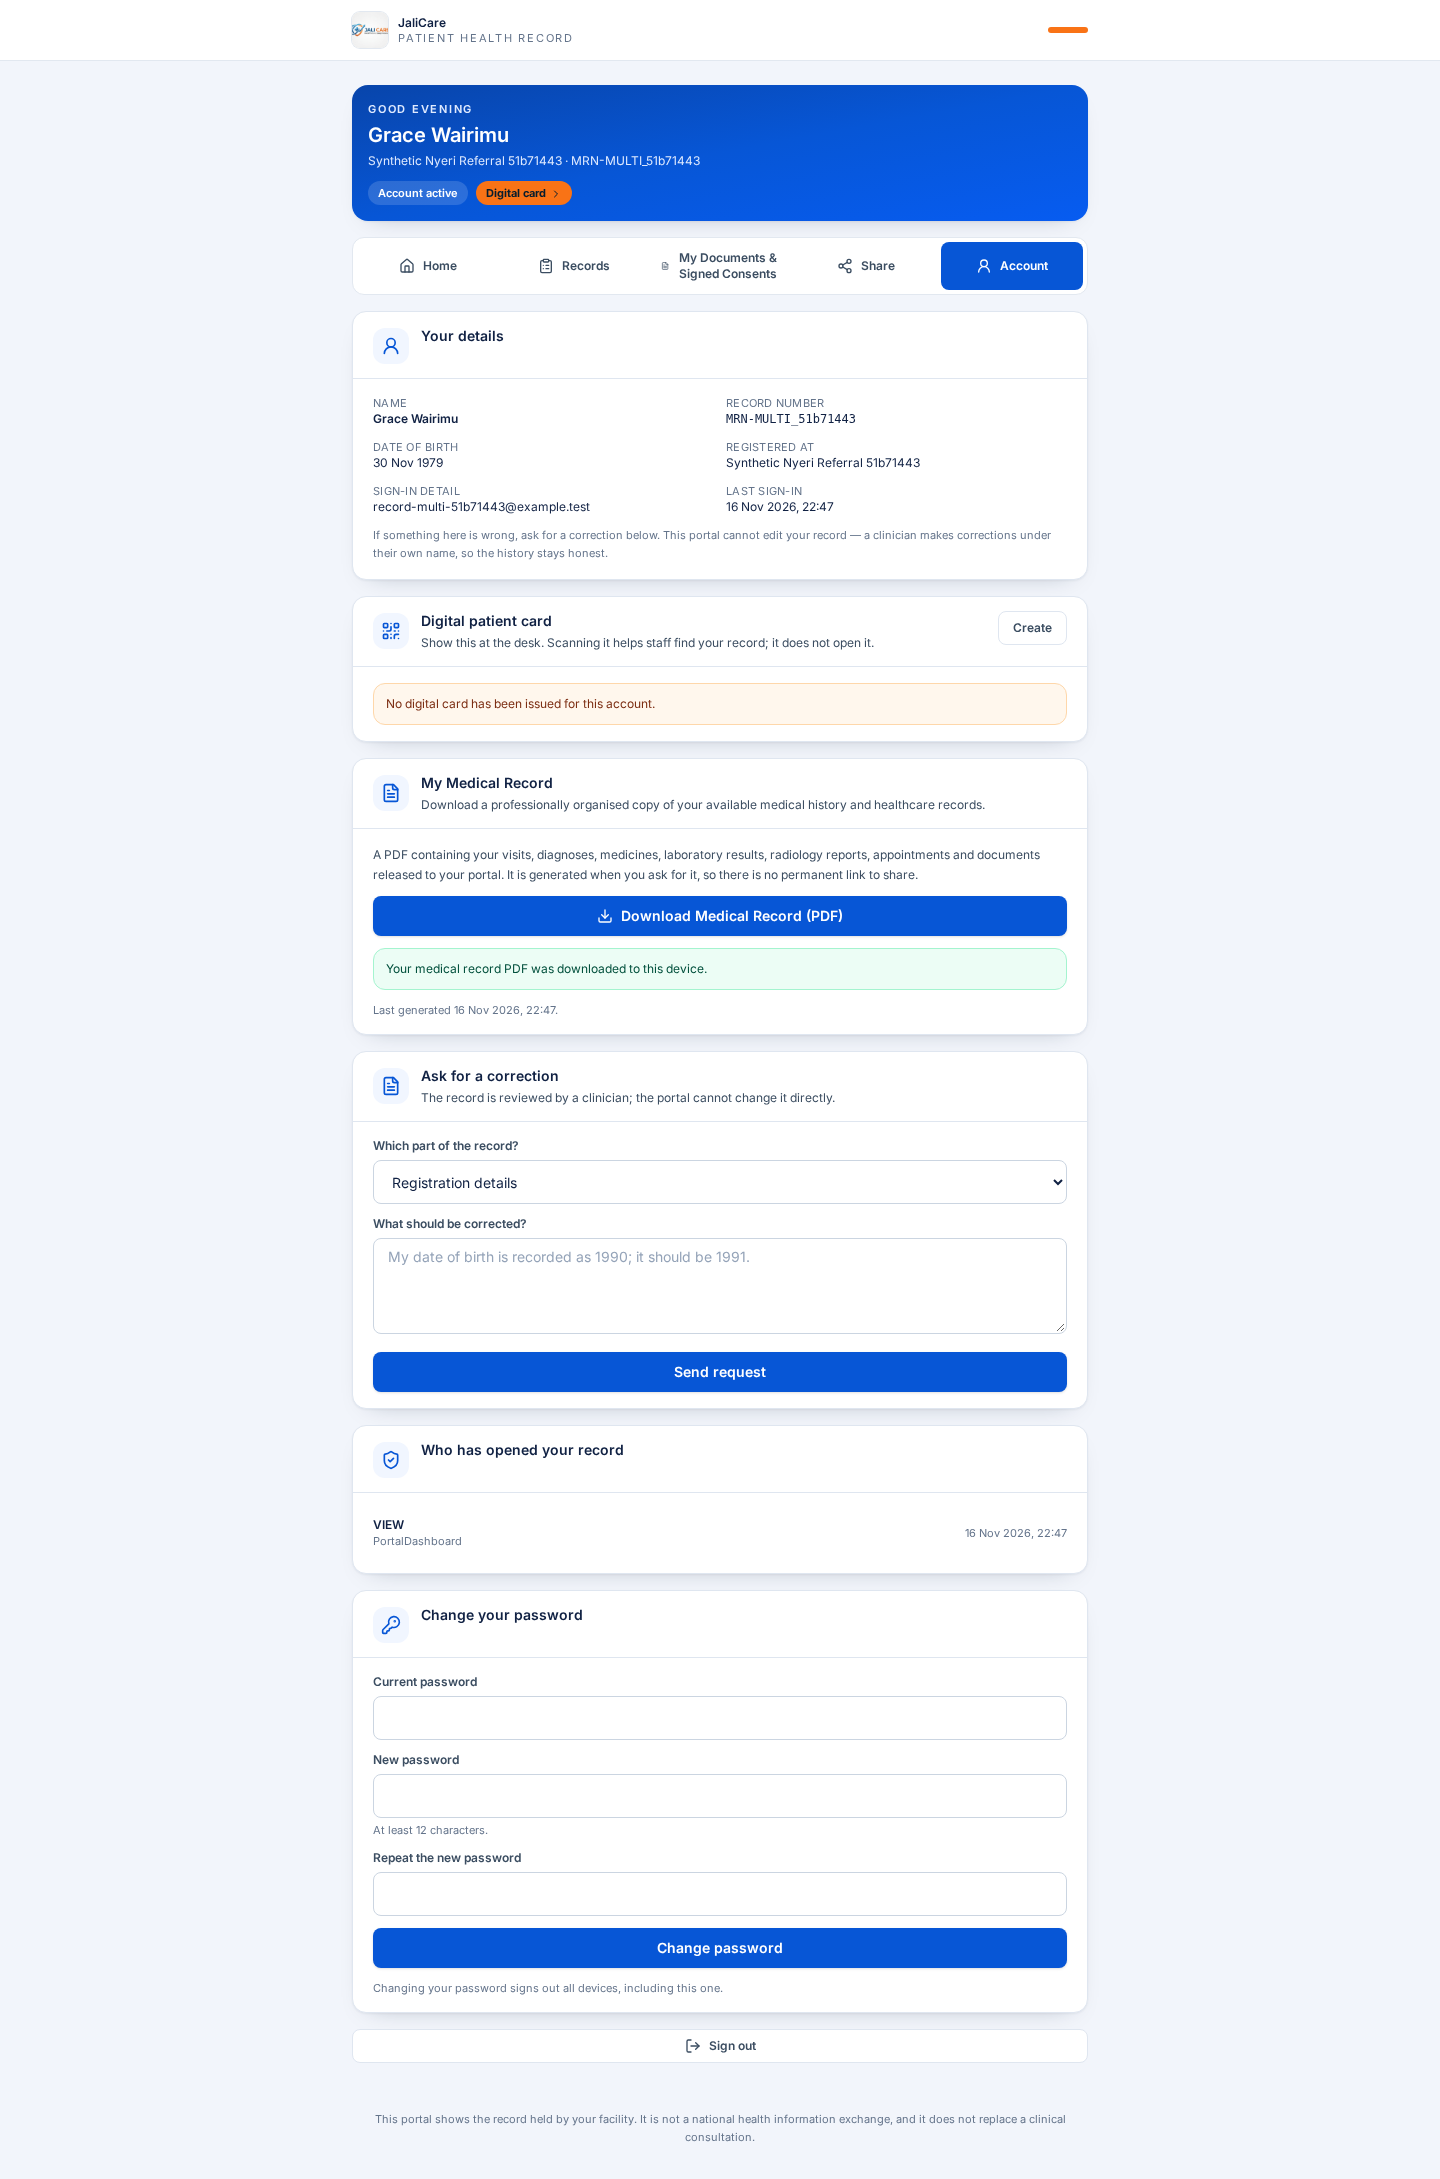 JALI CARE
JaliCare
PATIENT HEALTH RECORD
GOOD EVENING
Grace Wairimu
Synthetic Nyeri Referral 51b71443 · MRN-MULTI_51b71443
Account active
Digital card
Home
Records
My Documents &
Signed Consents
Share
Account
Your details
NAME
Grace Wairimu
RECORD NUMBER
MRN-MULTI_51b71443
DATE OF BIRTH
30 Nov 1979
REGISTERED AT
Synthetic Nyeri Referral 51b71443
SIGN-IN DETAIL
record-multi-51b71443@example.test
LAST SIGN-IN
16 Nov 2026, 22:47
If something here is wrong, ask for a correction below. This portal cannot edit your record — a clinician makes corrections under
their own name, so the history stays honest.
Digital patient card
Show this at the desk. Scanning it helps staff find your record; it does not open it.
Create
No digital card has been issued for this account.
My Medical Record
Download a professionally organised copy of your available medical history and healthcare records.
A PDF containing your visits, diagnoses, medicines, laboratory results, radiology reports, appointments and documents
released to your portal. It is generated when you ask for it, so there is no permanent link to share.
Download Medical Record (PDF)
Your medical record PDF was downloaded to this device.
Last generated 16 Nov 2026, 22:47.
Ask for a correction
The record is reviewed by a clinician; the portal cannot change it directly.
Which part of the record?
Registration details
What should be corrected?
My date of birth is recorded as 1990; it should be 1991.
Send request
Who has opened your record
VIEW
PortalDashboard
16 Nov 2026, 22:47
Change your password
Current password
New password
At least 12 characters.
Repeat the new password
Change password
Changing your password signs out all devices, including this one.
Sign out
This portal shows the record held by your facility. It is not a national health information exchange, and it does not replace a clinical
consultation.